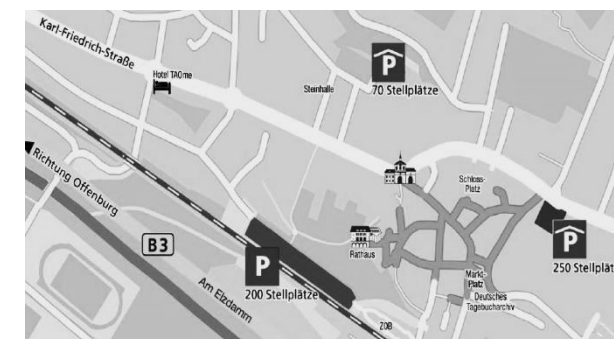 Karl-Friedrich-Straße
Hotel TAOme
P
70 Stellplätze
Steinhalle
Richtung Offenburg
Schloss-
Platz
B3
Rathaus
P
200 Stellplätze
P
250 Stellplät
Markt-
Platz
Deutsches
Tagebucharchiv
Am Elzdamm
ZOB